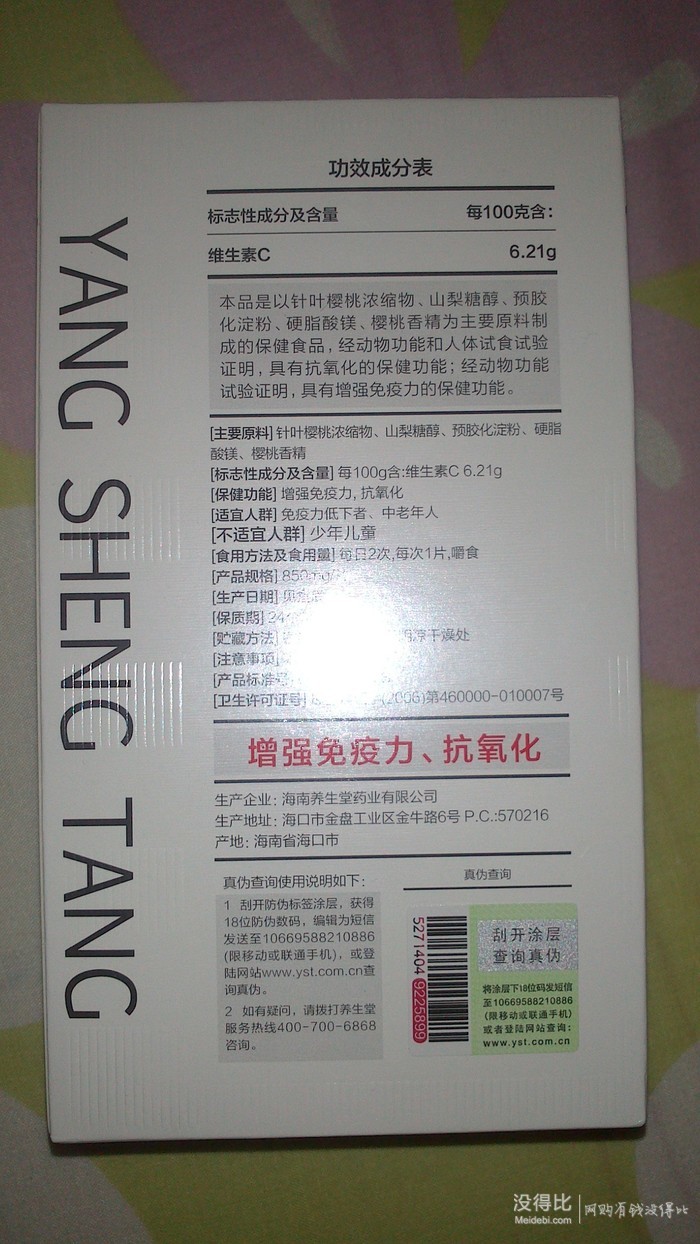 YANG SHENG TANG
功效成分表
标志性成分及含量 每100克含:
维生素C 6.21g
本品是以针叶樱桃浓缩物、山梨糖醇、预胶
化淀粉、硬脂酸镁、樱桃香精为主要原料制
成的保健食品,经动物功能和人体试食试验
证明,具有抗氧化的保健功能;经动物功能
试验证明,具有增强免疫力的保健功能。
[主要原料] 针叶樱桃浓缩物、山梨糖醇、预胶化淀粉、硬脂
酸镁、樱桃香精
[标志性成分及含量] 每100g含:维生素C 6.21g
[保健功能] 增强免疫力, 抗氧化
[适宜人群] 免疫力低下者、中老年人
[不适宜人群] 少年儿童
[食用方法及食用量] 每日2次,每次1片,嚼食
[产品规格] 850mg/
[生产日期]
[保质期] 24
[贮藏方法] 阴凉干燥处
[注意事项]
[产品标准号
[卫生许可证号] (2006)第460000-010007号
增强免疫力、抗氧化
生产企业: 海南养生堂药业有限公司
生产地址: 海口市金盘工业区金牛路6号 P.C.:570216
产地: 海南省海口市
真伪查询使用说明如下:
1 刮开防伪标签涂层, 获得
18位防伪数码, 编辑为短信
发送至10669588210886
(限移动或联通手机), 或登
陆网站www.yst.com.cn查
询真伪。
2 如有疑问, 请拨打养生堂
服务热线400-700-6868
咨询。
真伪查询
5271404 9225899
刮开涂层
查询真伪
将涂层下18位码发短信
至10669588210886
(限移动或联通手机)
或者登陆网站查询:
www.yst.com.cn
没得比 网购有钱没得比
Meidebi.com